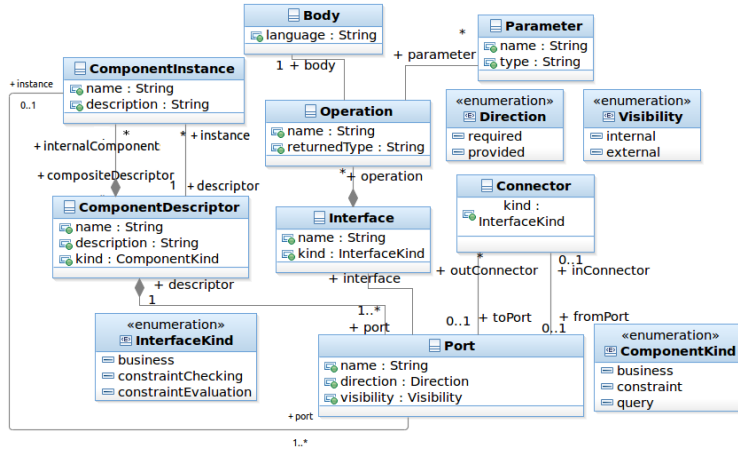 Body
language : String
1 + body
*
+ parameter
Parameter
name : String
type : String
+ instance
0..1
ComponentInstance
name : String
description : String
*
+ internalComponent
* + instance
+ compositeDescriptor
1 + descriptor
Operation
name : String
returnedType : String
*
+ operation
«enumeration»
Direction
required
provided
«enumeration»
Visibility
internal
external
ComponentDescriptor
name : String
description : String
kind : ComponentKind
+ descriptor
1
Interface
name : String
kind : InterfaceKind
+ interface
Connector
kind :
InterfaceKind
*
+ outConnector
0..1
+ inConnector
1..*
+ port
0..1
+ toPort
+ fromPort
0..1
«enumeration»
InterfaceKind
business
constraintChecking
constraintEvaluation
Port
name : String
direction : Direction
visibility : Visibility
«enumeration»
ComponentKind
business
constraint
query
+ port
1..*